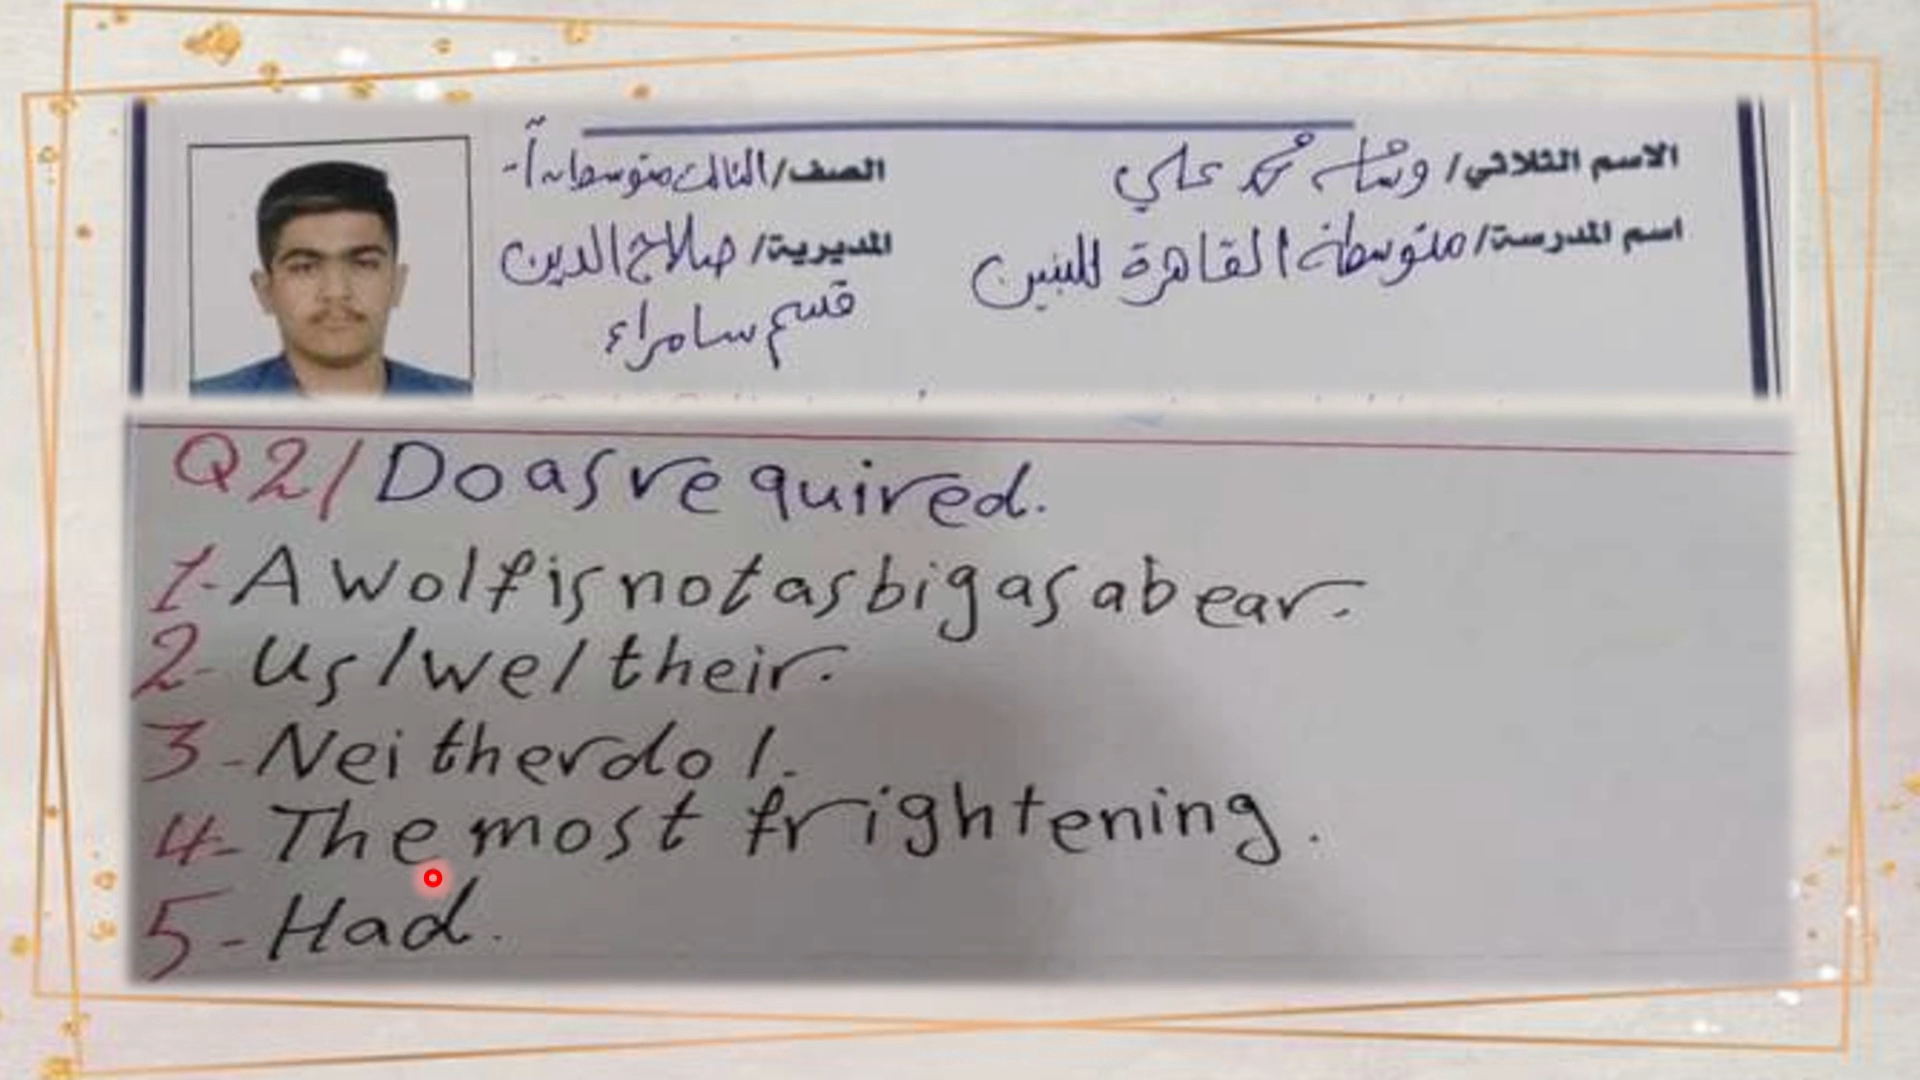 الاسم الثلاثي/ وسام محمد علي
الصف/ الثالث متوسط - أ -
اسم المدرسة/ متوسطة القاهرة للبنين
المديرية/ صلاح الدين
قسم سامراء
Q2/ Do as required.
1- A wolf is not as big as a bear.
2- Us / we / their.
3- Neither do I.
4- The most frightening.
5- Had.